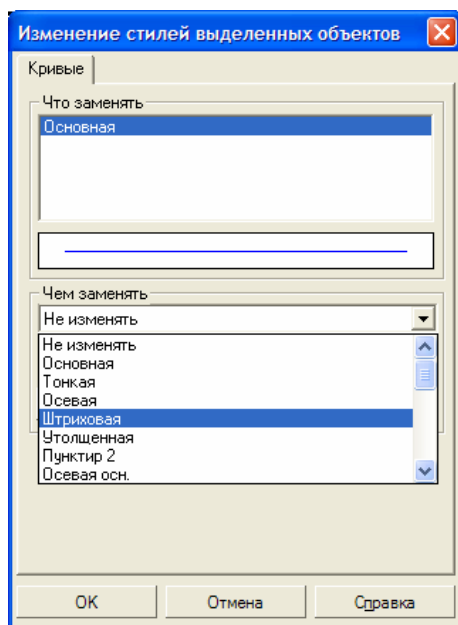 Изменение стилей выделенных объектов
Кривые
Что заменять
Основная
Чем заменять
Не изменять
Не изменять
Основная
Тонкая
Осевая
Штриховая
Утолщенная
Пунктир 2
Осевая осн.
OK Отмена Справка